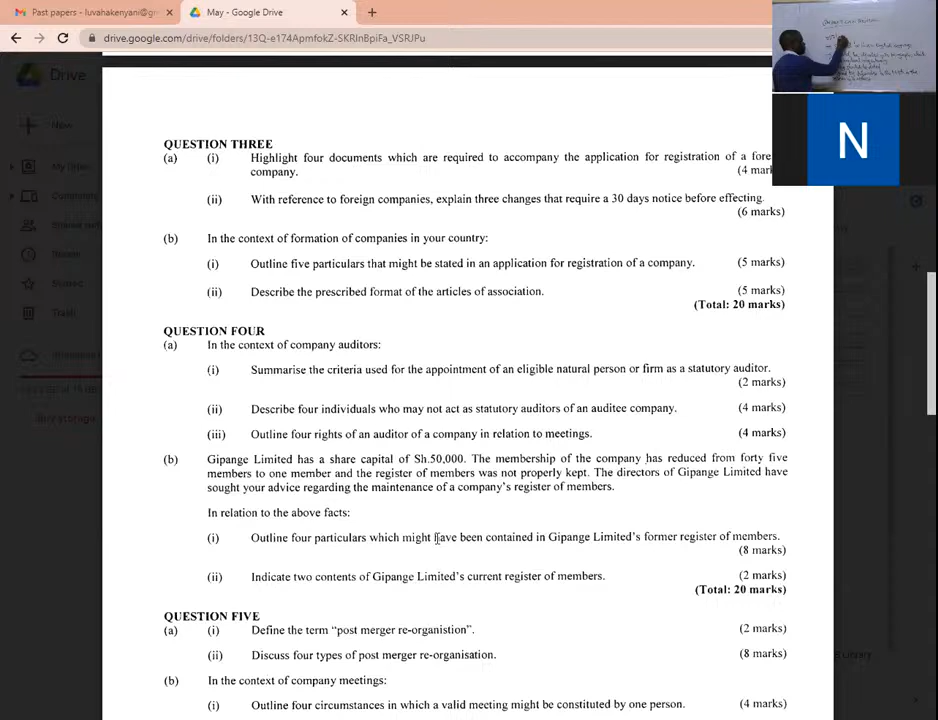 Past papers - luvahakenyani@gr
May - Google Drive
drive.google.com/drive/folders/13Q-e174ApmfokZ-SKRlnBpiFa_VSRJPu
Drive
New
My
Trash
storage
Library
N
QUESTION THREE
(a) (i) Highlight four documents which are required to accompany the application for registration of a fore
company. (4 mar
(ii) With reference to foreign companies, explain three changes that require a 30 days notice before effecting.
(6 marks)
(b) In the context of formation of companies in your country:
(i) Outline five particulars that might be stated in an application for registration of a company. (5 marks)
(ii) Describe the prescribed format of the articles of association. (5 marks)
(Total: 20 marks)
QUESTION FOUR
(a) In the context of company auditors:
(i) Summarise the criteria used for the appointment of an eligible natural person or firm as a statutory auditor.
(2 marks)
(ii) Describe four individuals who may not act as statutory auditors of an auditee company. (4 marks)
(iii) Outline four rights of an auditor of a company in relation to meetings. (4 marks)
(b) Gipange Limited has a share capital of Sh.50,000. The membership of the company has reduced from forty five
members to one member and the register of members was not properly kept. The directors of Gipange Limited have
sought your advice regarding the maintenance of a company's register of members.
In relation to the above facts:
(i) Outline four particulars which might have been contained in Gipange Limited's former register of members.
(8 marks)
(ii) Indicate two contents of Gipange Limited's current register of members. (2 marks)
(Total: 20 marks)
QUESTION FIVE
(a) (i) Define the term "post merger re-organistion". (2 marks)
(ii) Discuss four types of post merger re-organisation. (8 marks)
(b) In the context of company meetings:
(i) Outline four circumstances in which a valid meeting might be constituted by one person. (4 marks)